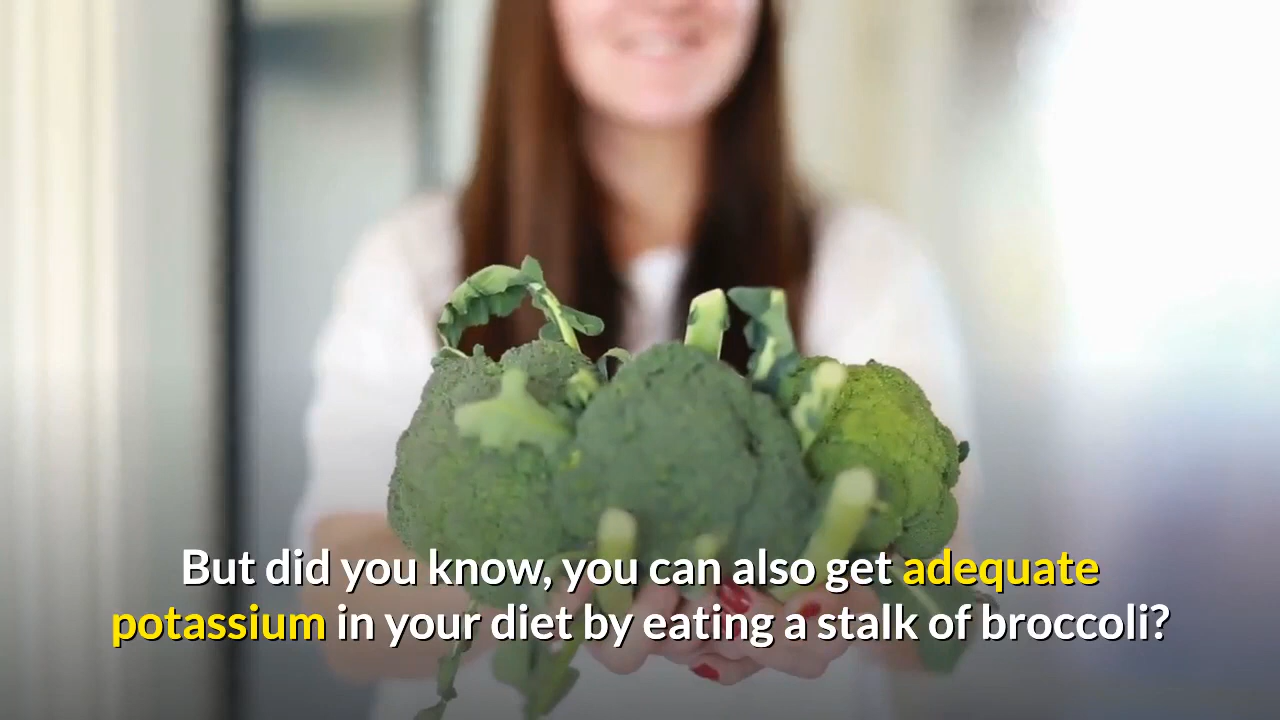 But did you know, you can also get adequate
potassium in your diet by eating a stalk of broccoli?